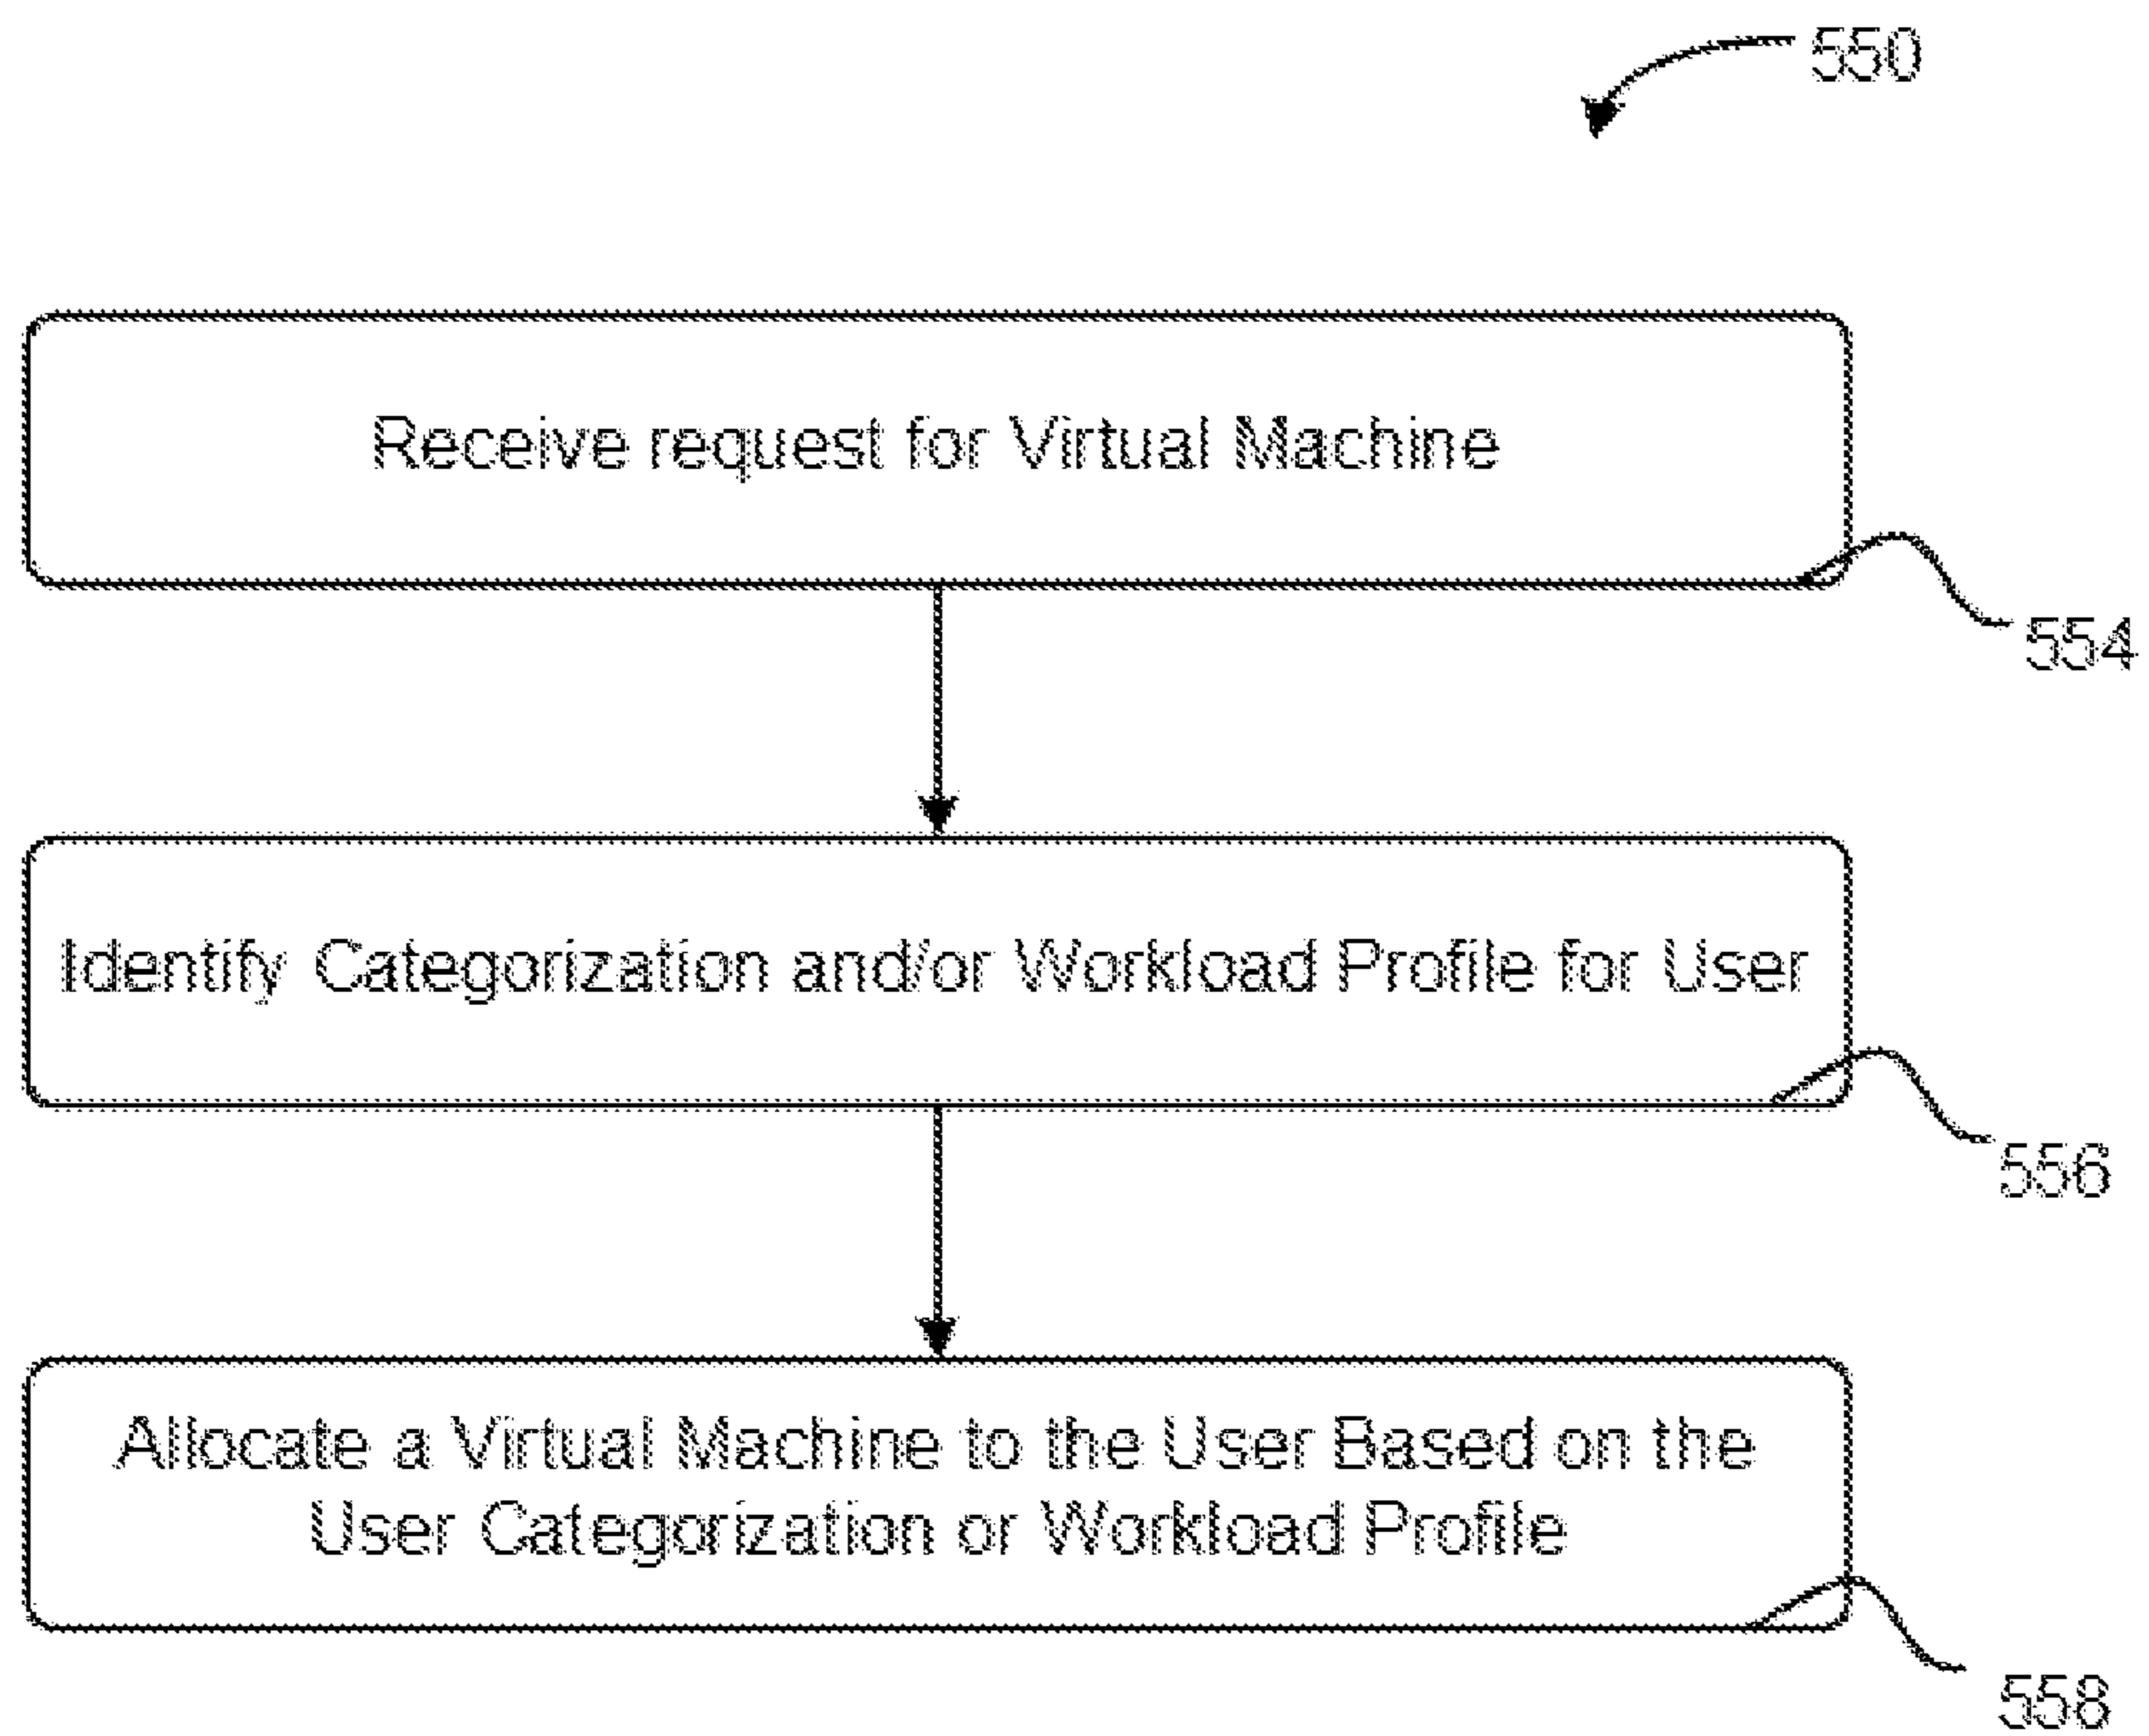 550
Receive request for Virtual Machine
554
Identify Categorization and/or Workload Profile for User
556
Allocate a Virtual Machine to the User Based on the
User Categorization or Workload Profile
558